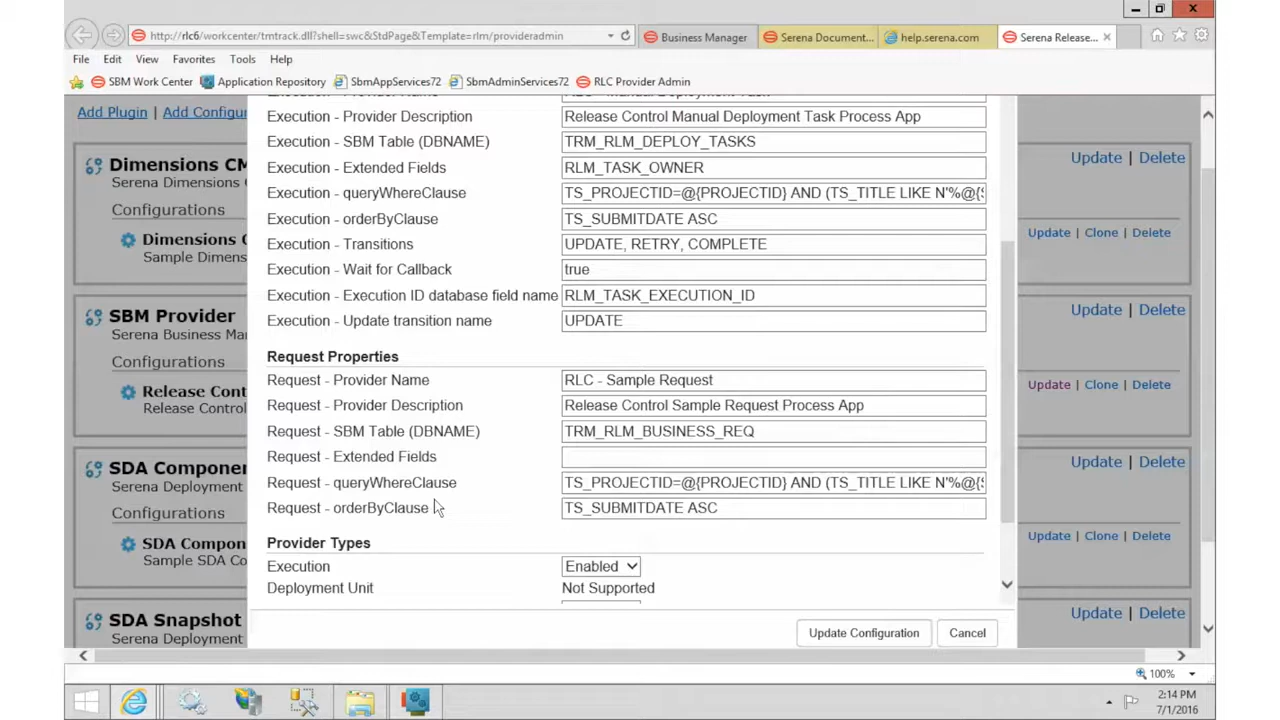 http://rlc6/workcenter/tmtrack.dll?shell=swc&StdPage&Template=rlm/provideradmin
Business Manager
Serena Document...
help.serena.com
Serena Release...
File Edit View Favorites Tools Help
SBM Work Center Application Repository SbmAppServices72 SbmAdminServices72 RLC Provider Admin
Add Plugin | Add Configur
Execution - Provider Description Release Control Manual Deployment Task Process App
Execution - SBM Table (DBNAME) TRM_RLM_DEPLOY_TASKS
Dimensions CM Update | Delete
Execution - Extended Fields RLM_TASK_OWNER
Serena Dimensions C
Execution - queryWhereClause TS_PROJECTID=@{PROJECTID} AND (TS_TITLE LIKE N'%@{S
Configurations
Execution - orderByClause TS_SUBMITDATE ASC
Dimensions C Update | Clone | Delete
Execution - Transitions UPDATE, RETRY, COMPLETE
Sample Dimens
Execution - Wait for Callback true
Execution - Execution ID database field name RLM_TASK_EXECUTION_ID
SBM Provider Update | Delete
Execution - Update transition name UPDATE
Serena Business Ma
Request Properties
Configurations
Request - Provider Name RLC - Sample Request
Release Cont Update | Clone | Delete
Request - Provider Description Release Control Sample Request Process App
Release Control
Request - SBM Table (DBNAME) TRM_RLM_BUSINESS_REQ
Request - Extended Fields
SDA Componen Update | Delete
Request - queryWhereClause TS_PROJECTID=@{PROJECTID} AND (TS_TITLE LIKE N'%@{S
Serena Deployment
Request - orderByClause TS_SUBMITDATE ASC
Configurations
Provider Types
SDA Compon Update | Clone | Delete
Sample SDA Co
Execution Enabled
Deployment Unit Not Supported
SDA Snapshot Update | Delete
Serena Deployment
Update Configuration Cancel
100%
2:14 PM
7/1/2016